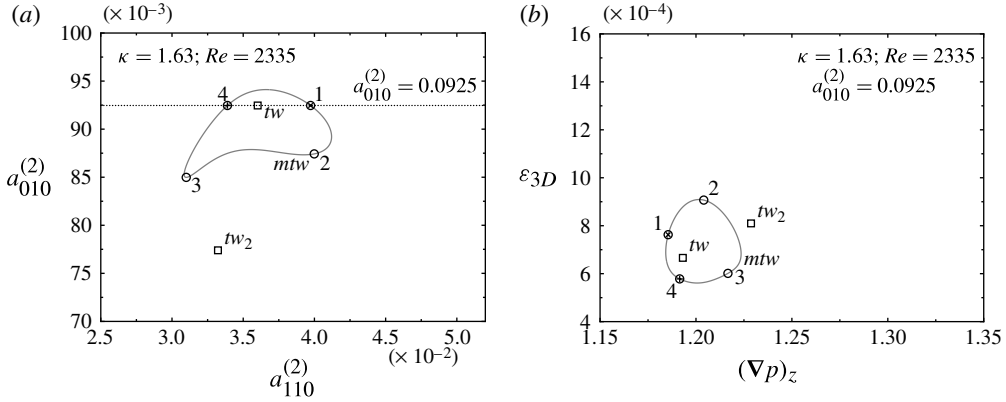 (a)
(× 10⁻³)
100
95
90
85
80
75
70
a₀₁₀⁽²⁾
κ = 1.63; Re = 2335
a₀₁₀⁽²⁾ = 0.0925
4
tw
1
mtw
2
3
tw₂
2.5
3.0
3.5
4.0
4.5
5.0
(× 10⁻²)
a₁₁₀⁽²⁾
(b)
(× 10⁻⁴)
16
14
12
10
8
6
4
ε₃D
κ = 1.63; Re = 2335
a₀₁₀⁽²⁾ = 0.0925
2
1
tw₂
tw
mtw
3
4
1.15
1.20
1.25
1.30
1.35
(∇p)z